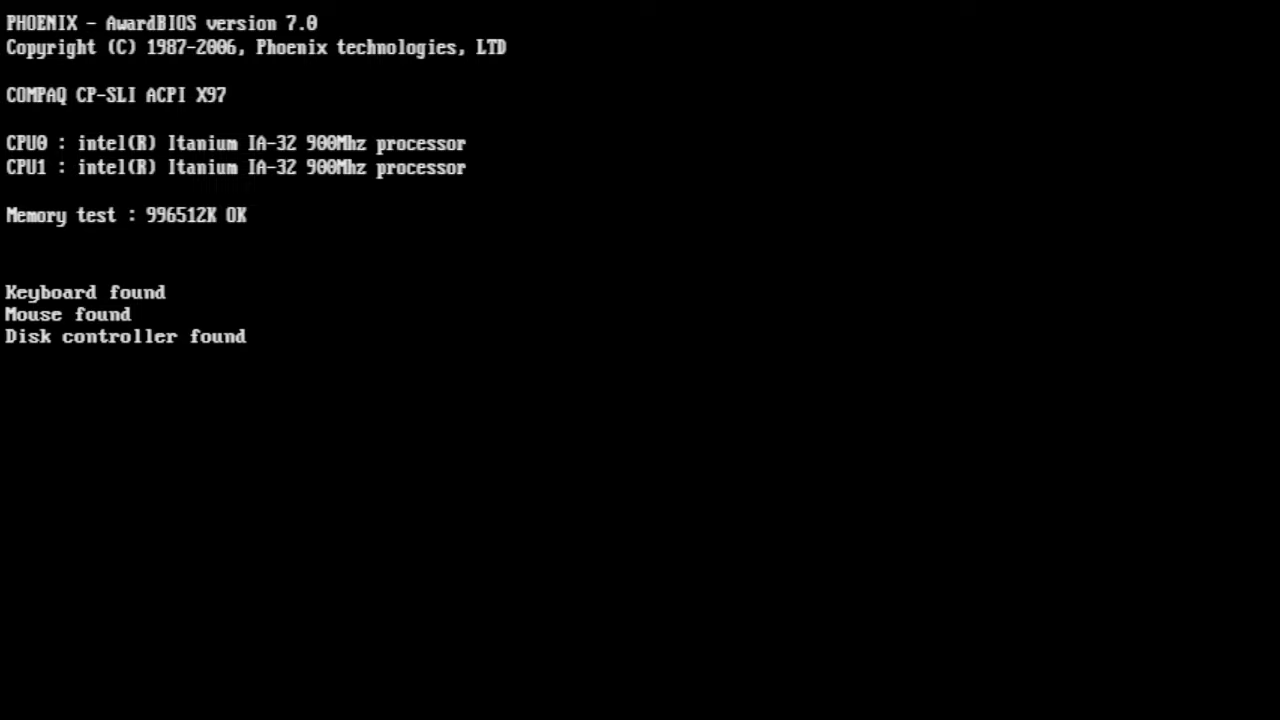 PHOENIX - AwardBIOS version 7.0
Copyright (C) 1987-2006, Phoenix technologies, LTD
COMPAQ CP-SLI ACPI X97
CPU0 : intel(R) Itanium IA-32 900Mhz processor
CPU1 : intel(R) Itanium IA-32 900Mhz processor
Memory test : 996512K OK
Keyboard found
Mouse found
Disk controller found